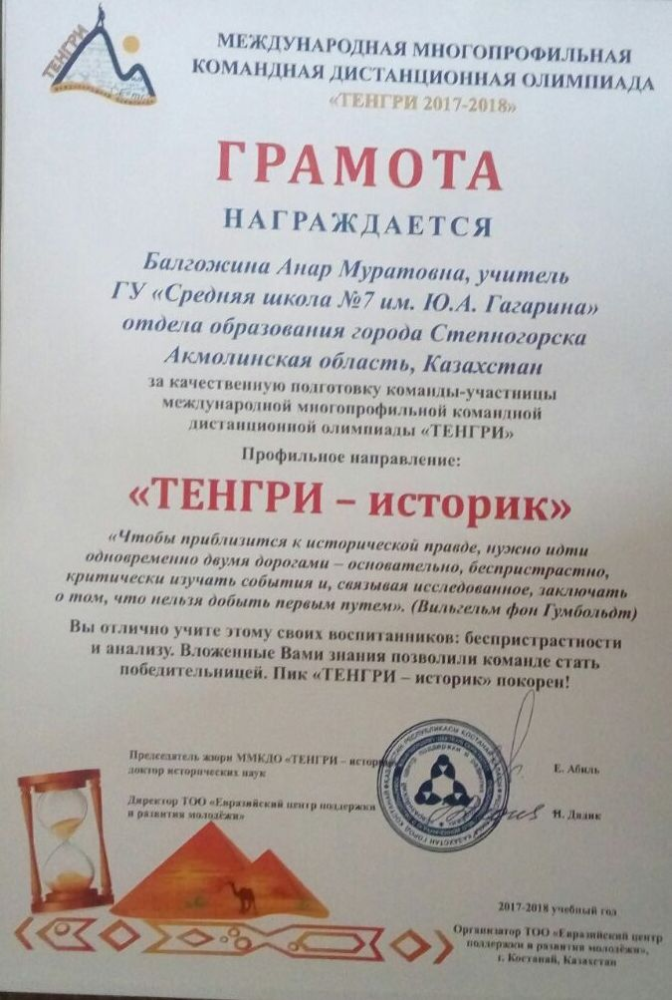 ТЕНГРИ
МЕЖДУНАРОДНАЯ МНОГОПРОФИЛЬНАЯ
КОМАНДНАЯ ДИСТАНЦИОННАЯ ОЛИМПИАДА
«ТЕНГРИ 2017-2018»
ГРАМОТА
НАГРАЖДАЕТСЯ
Балгожина Анар Муратовна, учитель
ГУ «Средняя школа №7 им. Ю.А. Гагарина»
отдела образования города Степногорска
Акмолинская область, Казахстан
за качественную подготовку команды-участницы
международной многопрофильной командной
дистанционной олимпиады «ТЕНГРИ»
Профильное направление:
«ТЕНГРИ – историк»
«Чтобы приблизится к исторической правде, нужно идти
одновременно двумя дорогами – основательно, беспристрастно,
критически изучать события и, связывая исследованное, заключать
о том, что нельзя добыть первым путем». (Вильгельм фон Гумбольдт)
Вы отлично учите этому своих воспитанников: беспристрастности
и анализу. Вложенные Вами знания позволили команде стать
победительницей. Пик «ТЕНГРИ – историк» покорен!
Председатель жюри ММКДО «ТЕНГРИ – историк»
доктор исторических наук
Е. Абиль
Директор ТОО «Евразийский центр поддержки
и развития молодёжи»
Н. Дидик
2017-2018 учебный год
Организатор ТОО «Евразийский центр
поддержки и развития молодёжи»,
г. Костанай, Казахстан